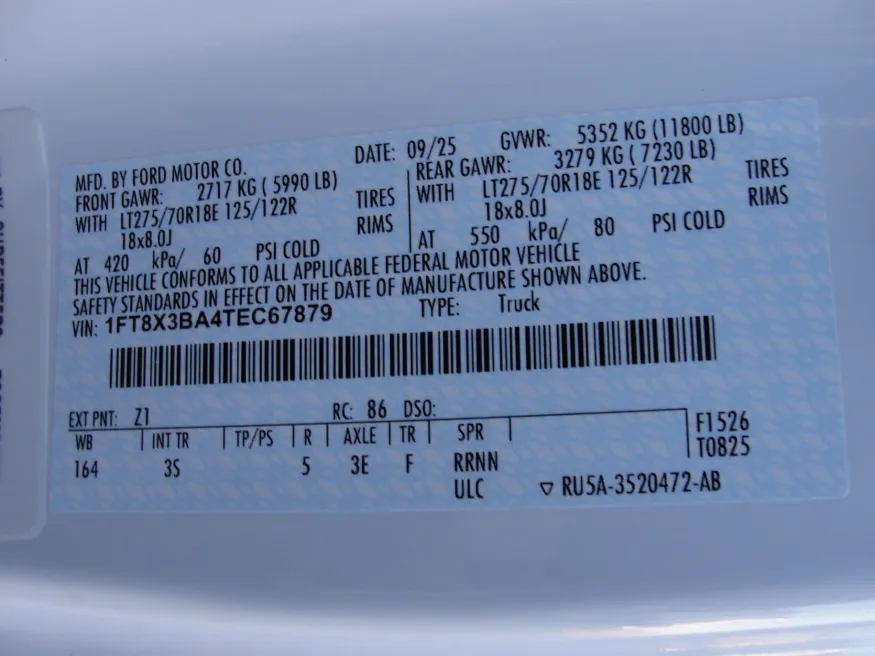 MFD. BY FORD MOTOR CO.
DATE: 09/25
GVWR: 5352 KG (11800 LB)
FRONT GAWR: 2717 KG ( 5990 LB)
WITH LT275/70R18E 125/122R TIRES
18x8.0J RIMS
AT 420 kPa/ 60 PSI COLD
REAR GAWR: 3279 KG ( 7230 LB)
WITH LT275/70R18E 125/122R TIRES
18x8.0J RIMS
AT 550 kPa/ 80 PSI COLD
THIS VEHICLE CONFORMS TO ALL APPLICABLE FEDERAL MOTOR VEHICLE
SAFETY STANDARDS IN EFFECT ON THE DATE OF MANUFACTURE SHOWN ABOVE.
VIN: 1FT8X3BA4TEC67879 TYPE: Truck
EXT PNT: Z1 RC: 86 DSO:
WB INT TR TP/PS R AXLE TR SPR
164 3S 5 3E F RRNN
ULC
F1526
T0825
▽ RU5A-3520472-AB